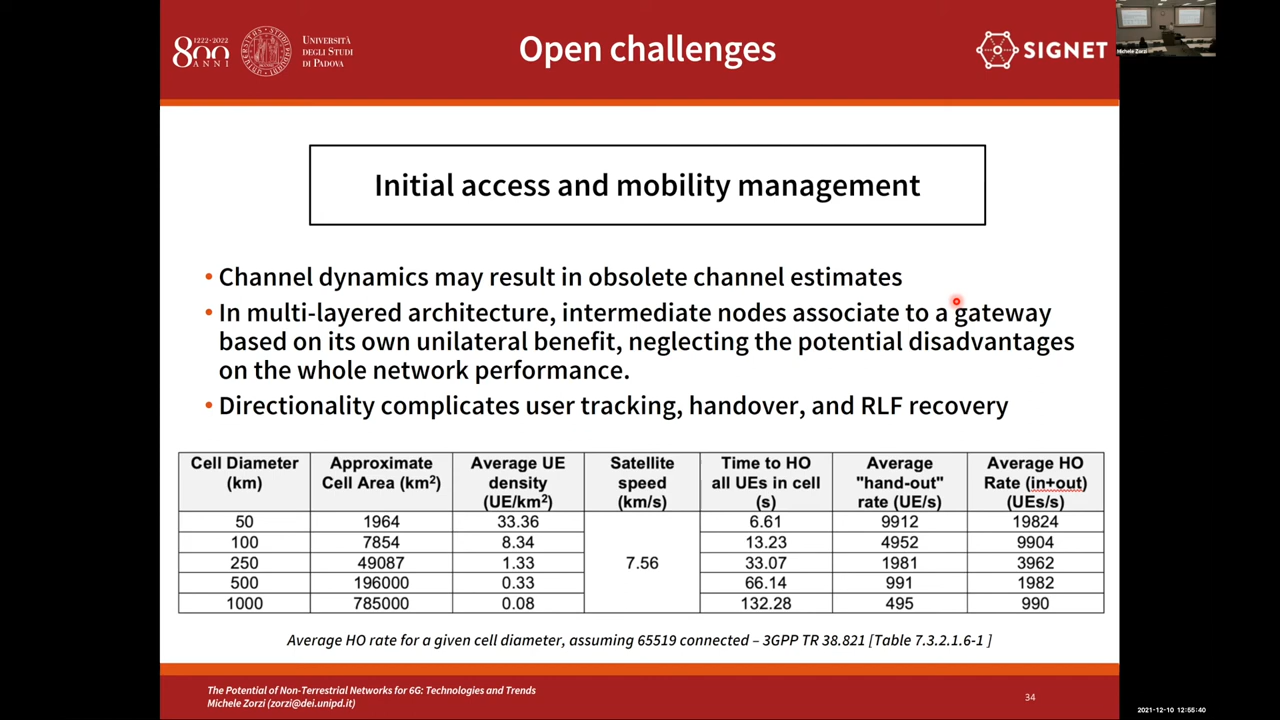 800
1222-2022
ANNI
UNIVERSITÀ
DEGLI STUDI
DI PADOVA
Open challenges
SIGNET
Michele Zorzi
Initial access and mobility management
• Channel dynamics may result in obsolete channel estimates
• In multi-layered architecture, intermediate nodes associate to a gateway
based on its own unilateral benefit, neglecting the potential disadvantages
on the whole network performance.
• Directionality complicates user tracking, handover, and RLF recovery
Cell Diameter (km) Approximate Cell Area (km²) Average UE density (UE/km²) Satellite speed (km/s) Time to HO all UEs in cell (s) Average "hand-out" rate (UE/s) Average HO Rate (in+out) (UEs/s)
50 1964 33.36 6.61 9912 19824
100 7854 8.34 13.23 4952 9904
250 49087 1.33 7.56 33.07 1981 3962
500 196000 0.33 66.14 991 1982
1000 785000 0.08 132.28 495 990
Average HO rate for a given cell diameter, assuming 65519 connected – 3GPP TR 38.821 [Table 7.3.2.1.6-1 ]
The Potential of Non-Terrestrial Networks for 6G: Technologies and Trends
Michele Zorzi (zorzi@dei.unipd.it)
34
2021-12-10 12:55:40